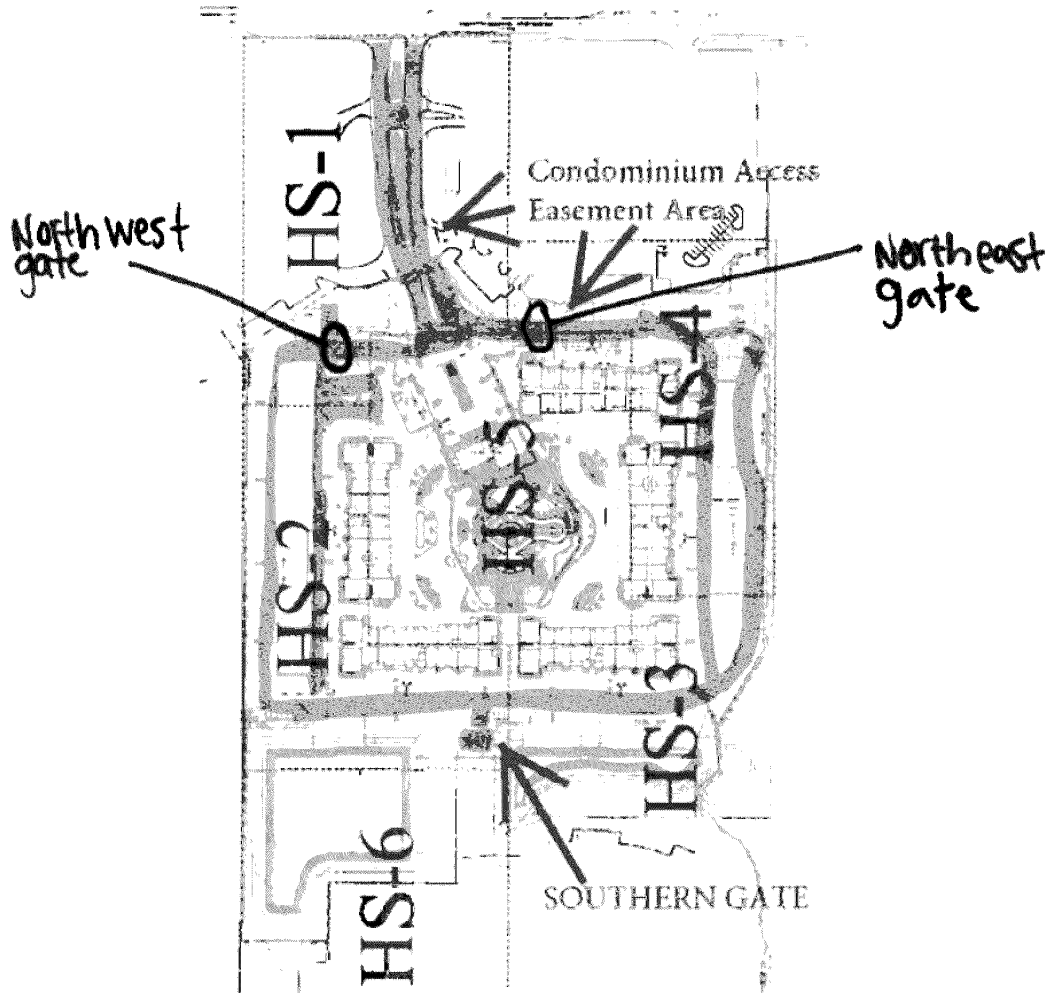 HS-1
Condominium Access
Easement Area
North west
gate
North east
gate
HS-4
HS-5
HS-2
HS-3
HS-6
SOUTHERN GATE